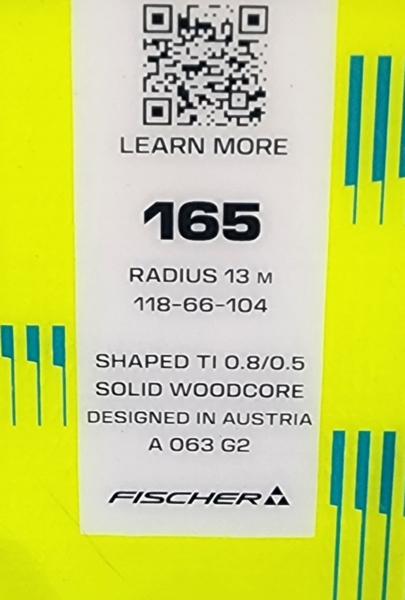 LEARN MORE
165
RADIUS 13 M
118-66-104
SHAPED TI 0.8/0.5
SOLID WOODCORE
DESIGNED IN AUSTRIA
A 063 G2
FISCHER